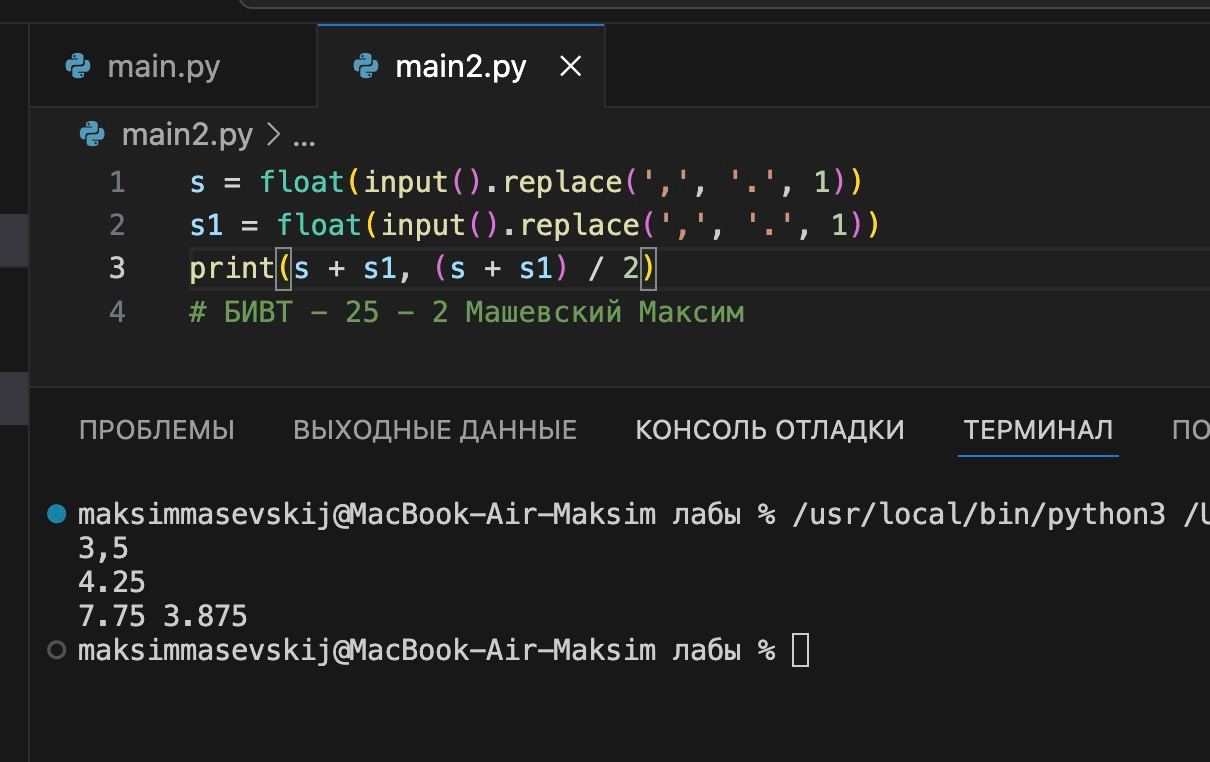 main.py
main2.py
main2.py > ...
1 s = float(input().replace(',', '.', 1))
2 s1 = float(input().replace(',', '.', 1))
3 print(s + s1, (s + s1) / 2)
4 # БИВТ - 25 - 2 Машевский Максим
ПРОБЛЕМЫ ВЫХОДНЫЕ ДАННЫЕ КОНСОЛЬ ОТЛАДКИ ТЕРМИНАЛ
maksimmasevskij@MacBook-Air-Maksim лабы % /usr/local/bin/python3
3,5
4.25
7.75 3.875
maksimmasevskij@MacBook-Air-Maksim лабы %